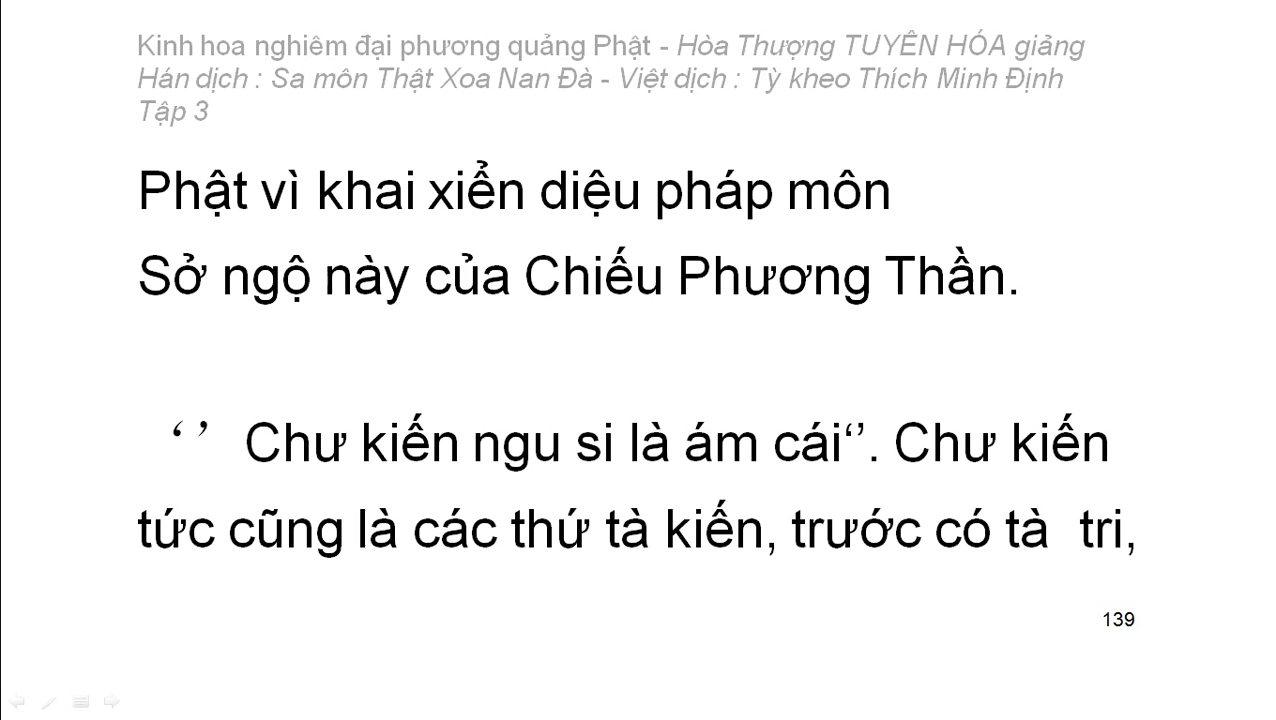 Kinh hoa nghiêm đại phương quảng Phật - Hòa Thượng TUYÊN HÓA giảng
Hán dịch : Sa môn Thật Xoa Nan Đà - Việt dịch : Tỳ kheo Thích Minh Định
Tập 3
Phật vì khai xiển diệu pháp môn
Sở ngộ này của Chiếu Phương Thần.
‘’ Chư kiến ngu si là ám cái‘’. Chư kiến
tức cũng là các thứ tà kiến, trước có tà  tri,
139